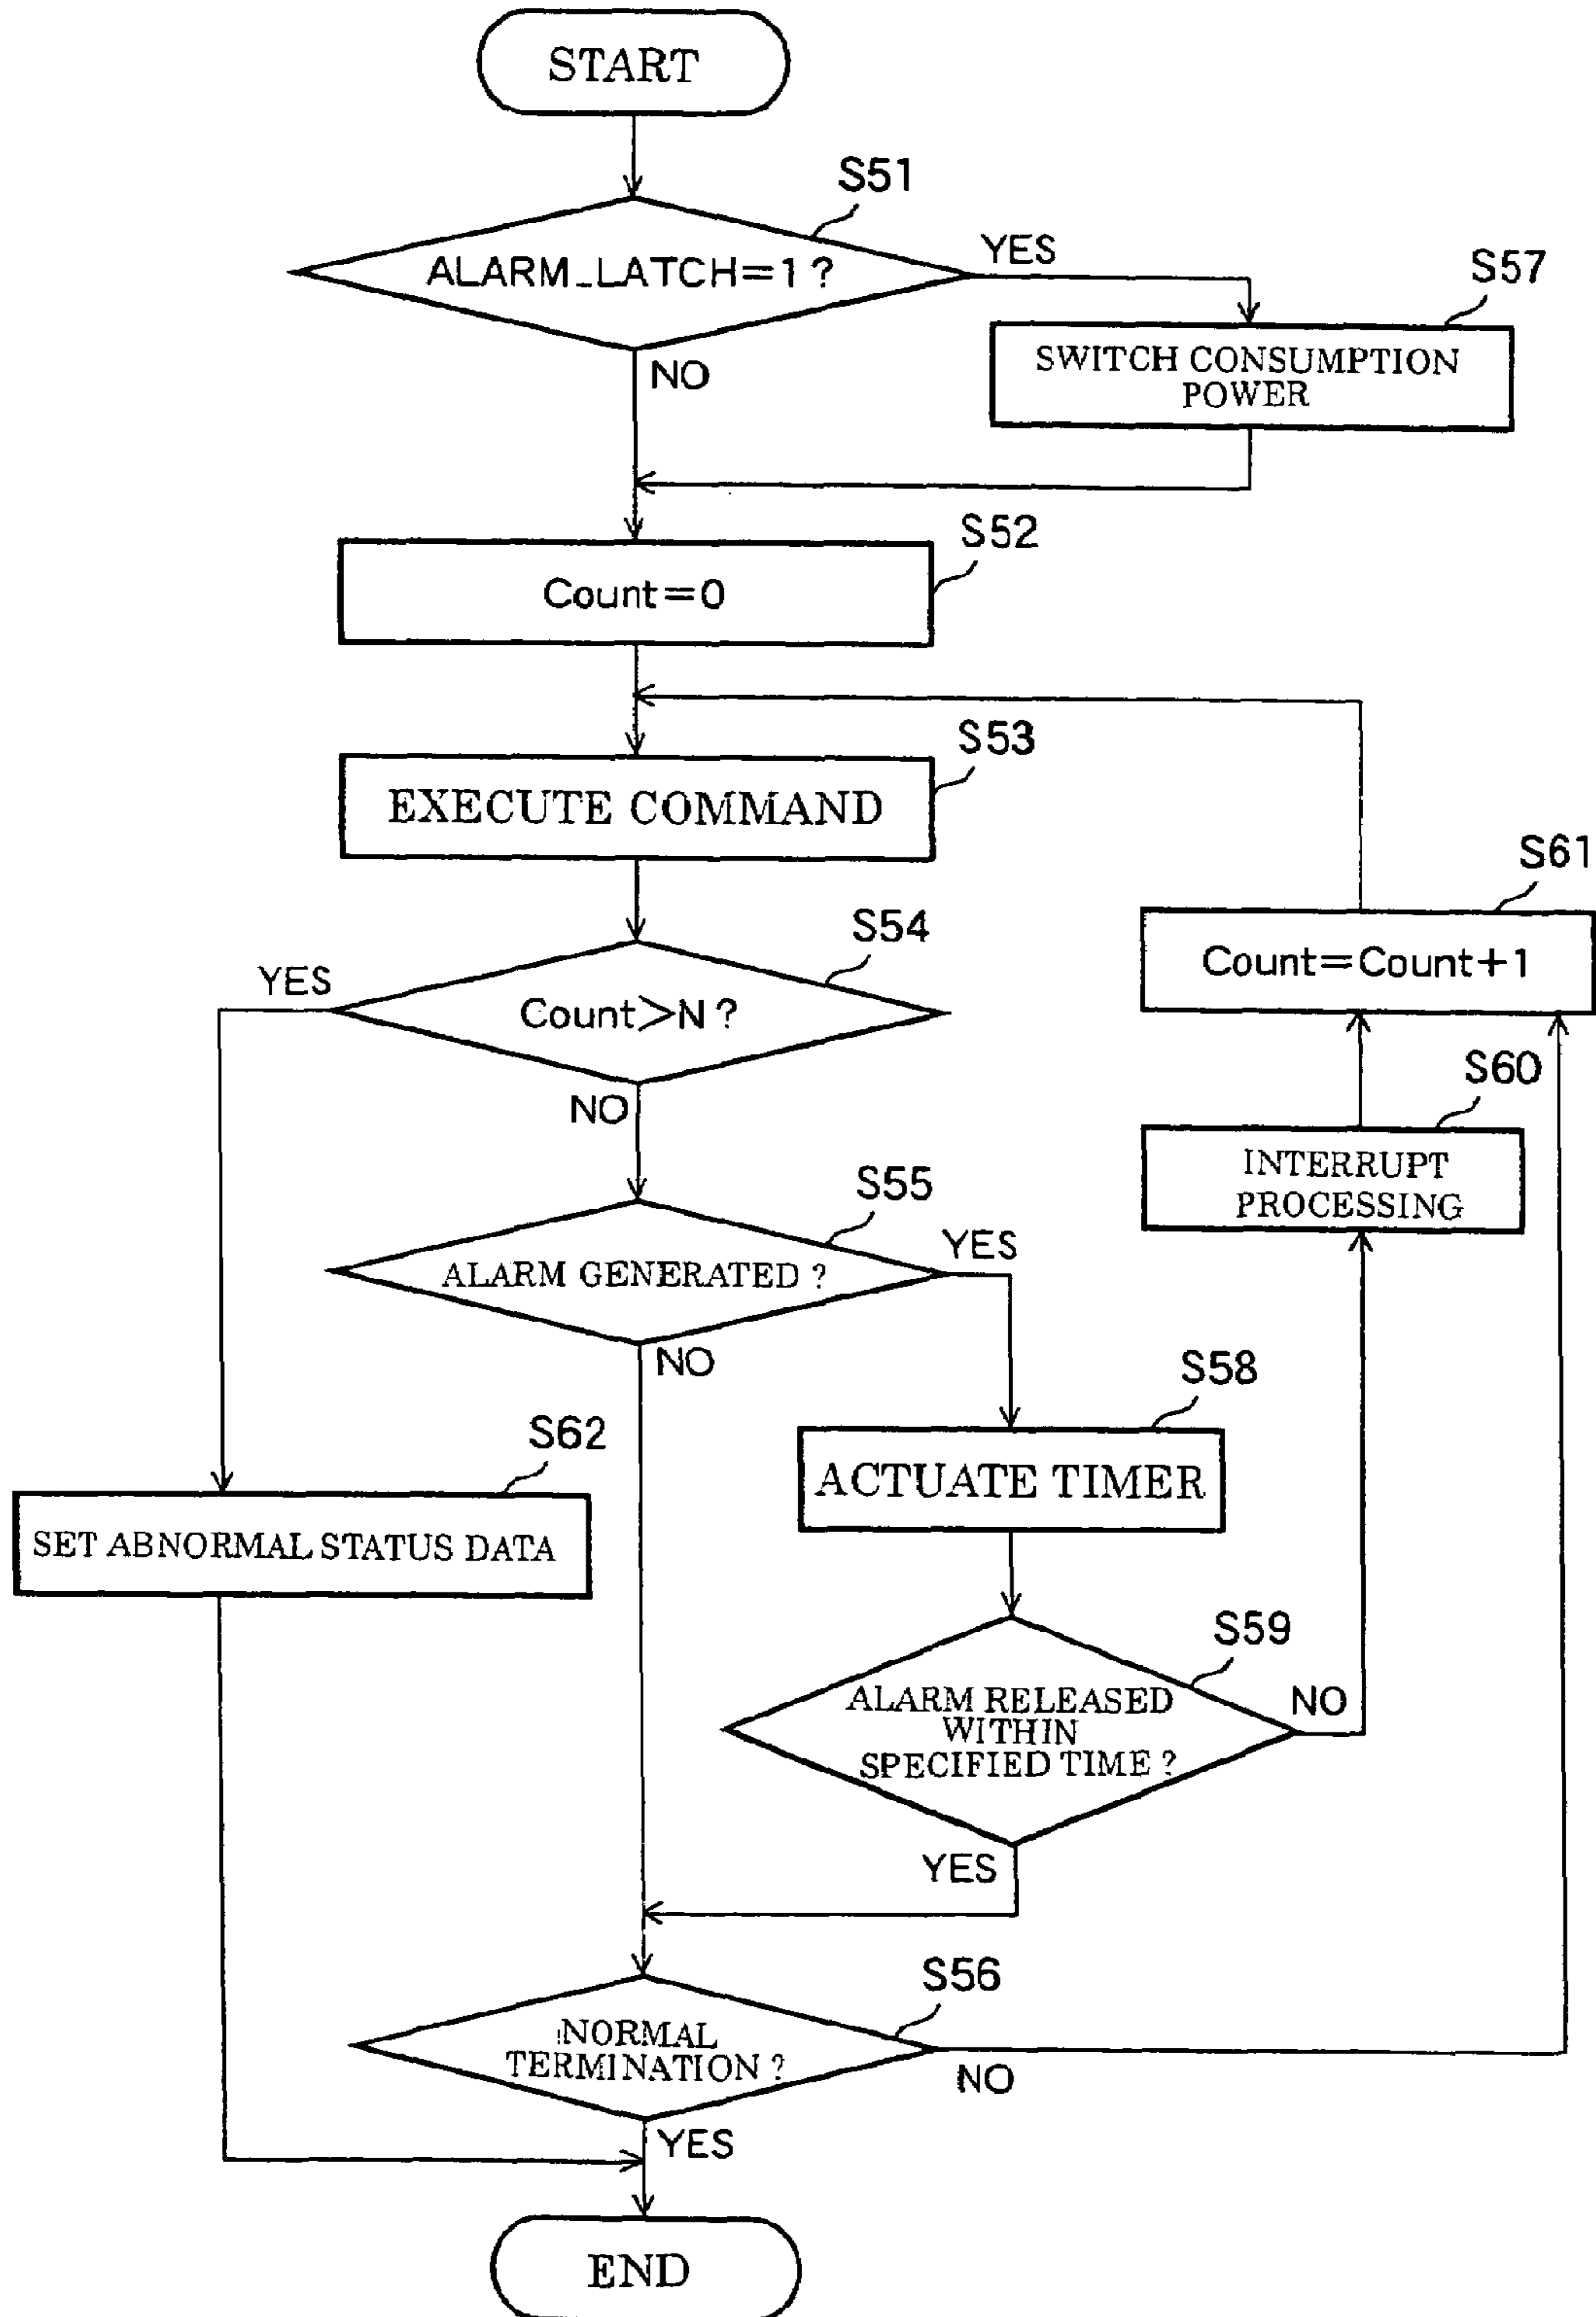 START
S51
ALARM_LATCH=1?
YES
S57
SWITCH CONSUMPTION
POWER
NO
S52
Count=0
S53
EXECUTE COMMAND
S61
Count=Count+1
S54
YES
Count>N?
NO
S60
INTERRUPT
PROCESSING
S55
YES
ALARM GENERATED?
NO
S58
ACTUATE TIMER
S62
SET ABNORMAL STATUS DATA
S59
ALARM RELEASED
WITHIN
SPECIFIED TIME?
NO
YES
S56
NORMAL
TERMINATION?
NO
YES
END